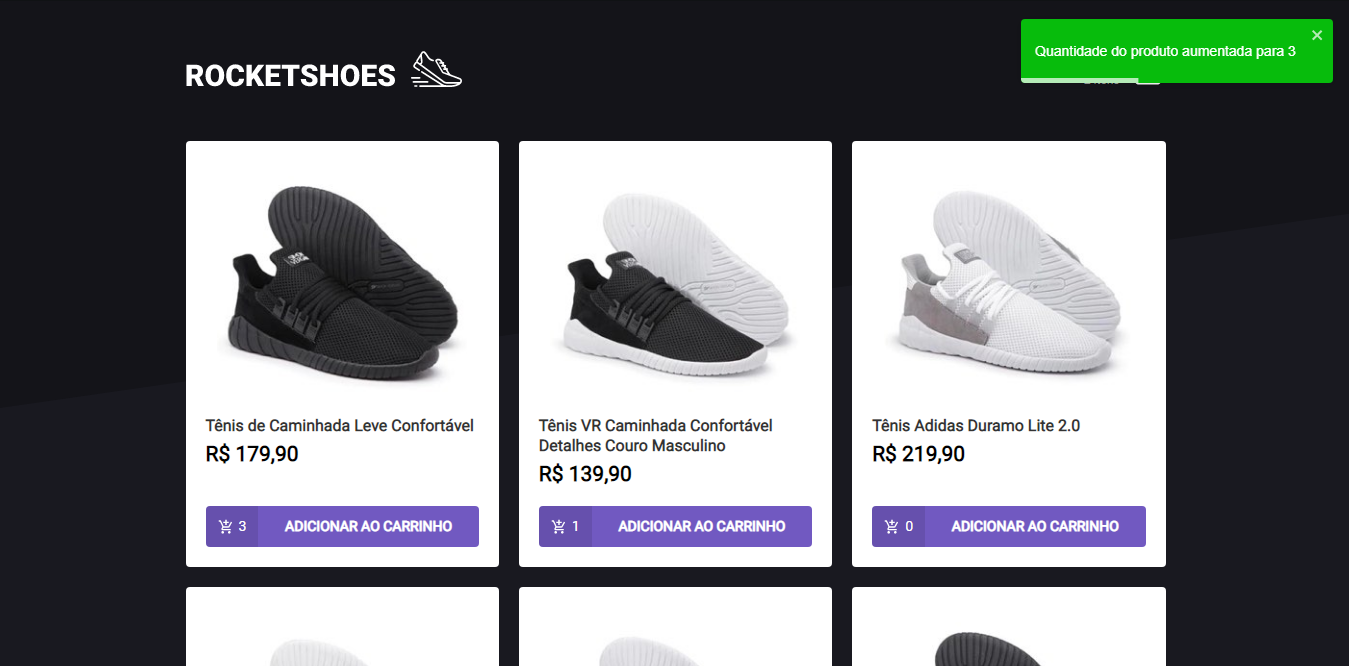 Quantidade do produto aumentada para 3
ROCKETSHOES
Tênis de Caminhada Leve Confortável
R$ 179,90
3 ADICIONAR AO CARRINHO
Tênis VR Caminhada Confortável
Detalhes Couro Masculino
R$ 139,90
1 ADICIONAR AO CARRINHO
Tênis Adidas Duramo Lite 2.0
R$ 219,90
0 ADICIONAR AO CARRINHO